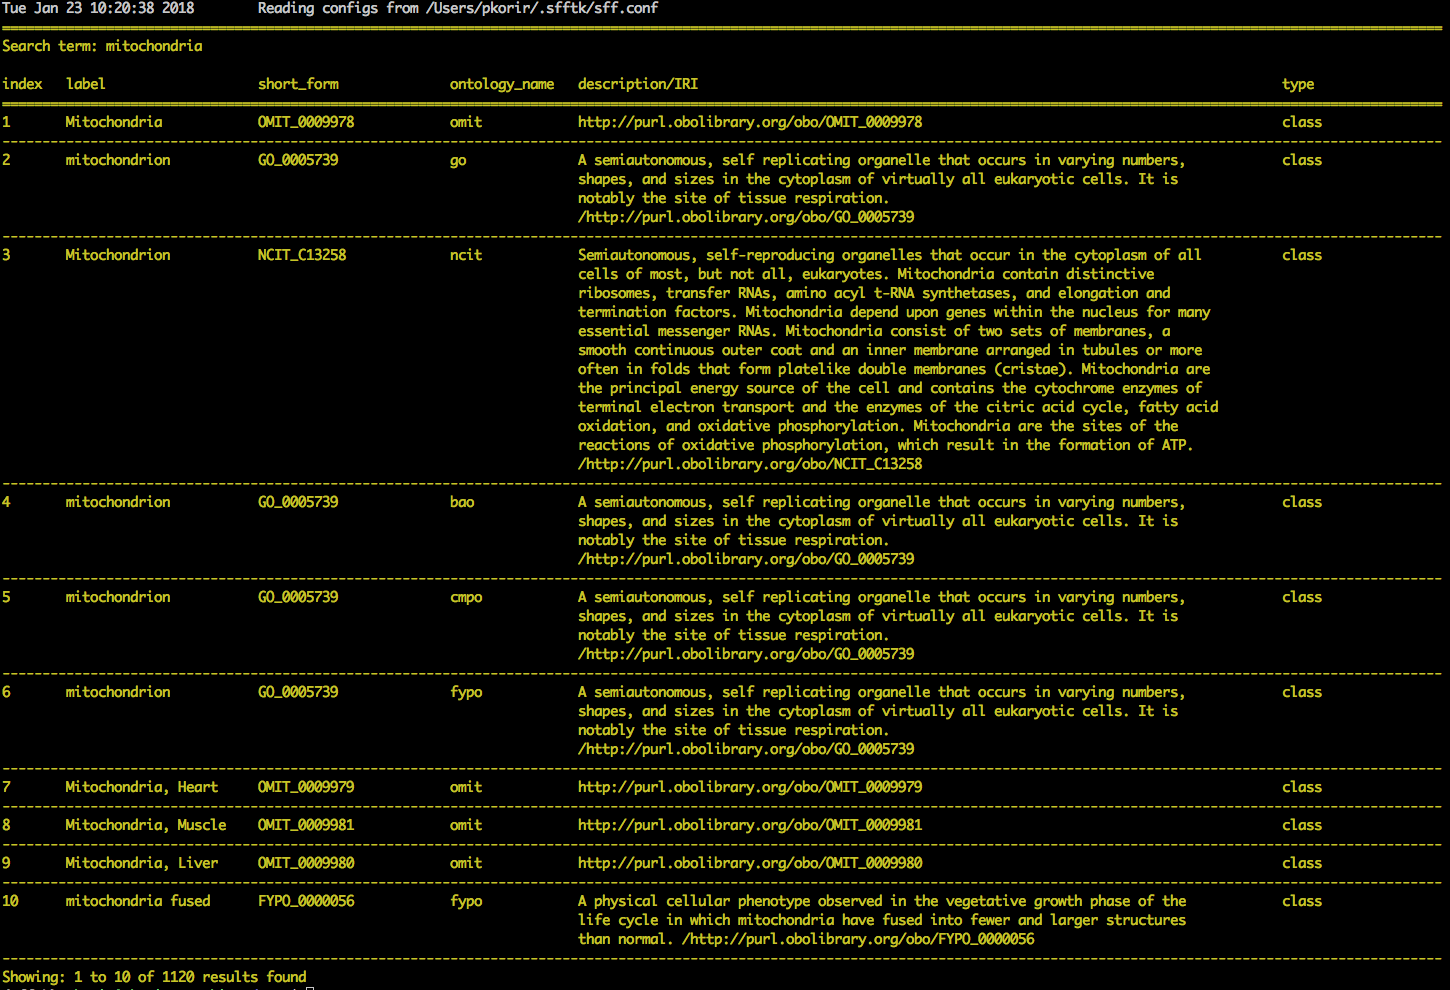 Tue Jan 23 10:20:38 2018 Reading configs from /Users/pkorir/.sfftk/sff.conf
Search term: mitochondria
index label short_form ontology_name description/IRI type
1 Mitochondria OMIT_0009978 omit http://purl.obolibrary.org/obo/OMIT_0009978 class
2 mitochondrion GO_0005739 go A semiautonomous, self replicating organelle that occurs in varying numbers, class
shapes, and sizes in the cytoplasm of virtually all eukaryotic cells. It is
notably the site of tissue respiration.
/http://purl.obolibrary.org/obo/GO_0005739
3 Mitochondrion NCIT_C13258 ncit Semiautonomous, self-reproducing organelles that occur in the cytoplasm of all class
cells of most, but not all, eukaryotes. Mitochondria contain distinctive
ribosomes, transfer RNAs, amino acyl t-RNA synthetases, and elongation and
termination factors. Mitochondria depend upon genes within the nucleus for many
essential messenger RNAs. Mitochondria consist of two sets of membranes, a
smooth continuous outer coat and an inner membrane arranged in tubules or more
often in folds that form platelike double membranes (cristae). Mitochondria are
the principal energy source of the cell and contains the cytochrome enzymes of
terminal electron transport and the enzymes of the citric acid cycle, fatty acid
oxidation, and oxidative phosphorylation. Mitochondria are the sites of the
reactions of oxidative phosphorylation, which result in the formation of ATP.
/http://purl.obolibrary.org/obo/NCIT_C13258
4 mitochondrion GO_0005739 bao A semiautonomous, self replicating organelle that occurs in varying numbers, class
shapes, and sizes in the cytoplasm of virtually all eukaryotic cells. It is
notably the site of tissue respiration.
/http://purl.obolibrary.org/obo/GO_0005739
5 mitochondrion GO_0005739 cmpo A semiautonomous, self replicating organelle that occurs in varying numbers, class
shapes, and sizes in the cytoplasm of virtually all eukaryotic cells. It is
notably the site of tissue respiration.
/http://purl.obolibrary.org/obo/GO_0005739
6 mitochondrion GO_0005739 fypo A semiautonomous, self replicating organelle that occurs in varying numbers, class
shapes, and sizes in the cytoplasm of virtually all eukaryotic cells. It is
notably the site of tissue respiration.
/http://purl.obolibrary.org/obo/GO_0005739
7 Mitochondria, Heart OMIT_0009979 omit http://purl.obolibrary.org/obo/OMIT_0009979 class
8 Mitochondria, Muscle OMIT_0009981 omit http://purl.obolibrary.org/obo/OMIT_0009981 class
9 Mitochondria, Liver OMIT_0009980 omit http://purl.obolibrary.org/obo/OMIT_0009980 class
10 mitochondria fused FYPO_0000056 fypo A physical cellular phenotype observed in the vegetative growth phase of the class
life cycle in which mitochondria have fused into fewer and larger structures
than normal. /http://purl.obolibrary.org/obo/FYPO_0000056
Showing: 1 to 10 of 1120 results found